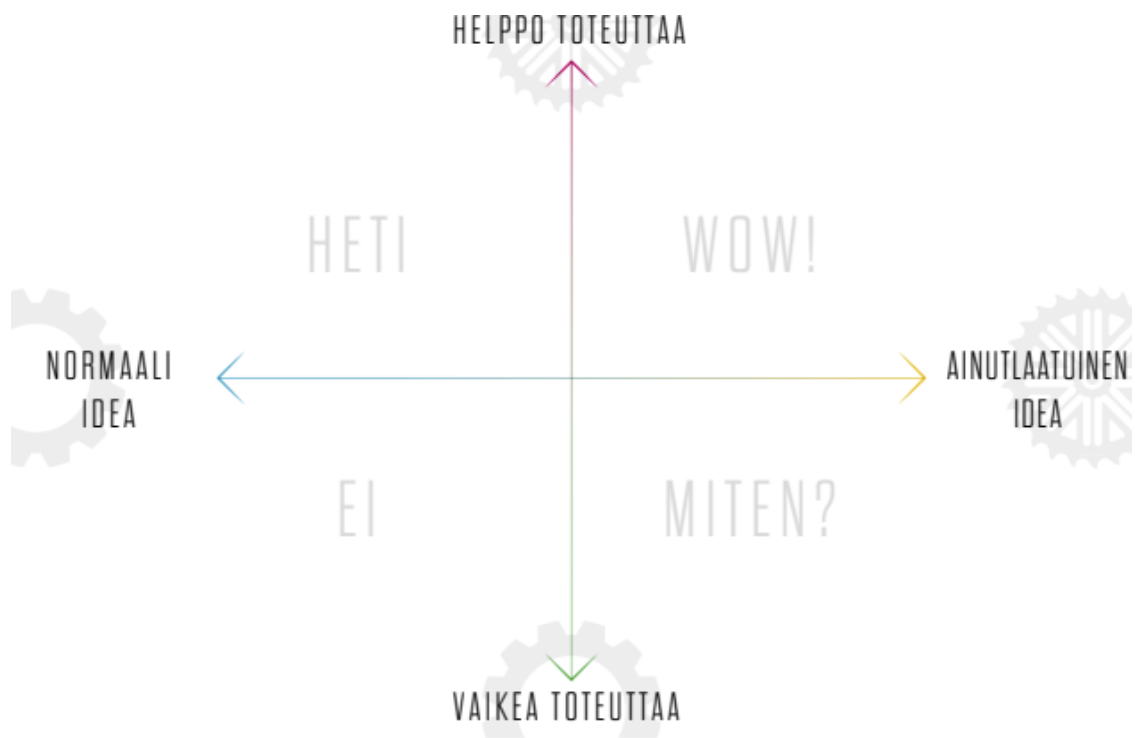 HELPPO TOTEUTTAA
HETI
WOW!
NORMAALI
IDEA
AINUTLAATUINEN
IDEA
EI
MITEN?
VAIKEA TOTEUTTAA